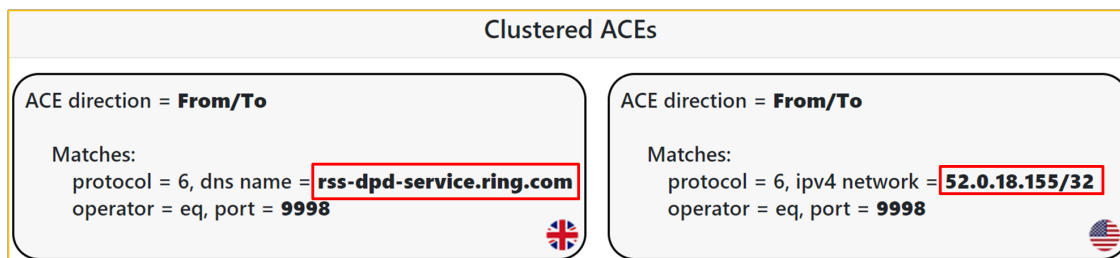 Clustered ACEs
ACE direction = From/To
Matches:
protocol = 6, dns name = rss-dpd-service.ring.com
operator = eq, port = 9998
ACE direction = From/To
Matches:
protocol = 6, ipv4 network = 52.0.18.155/32
operator = eq, port = 9998